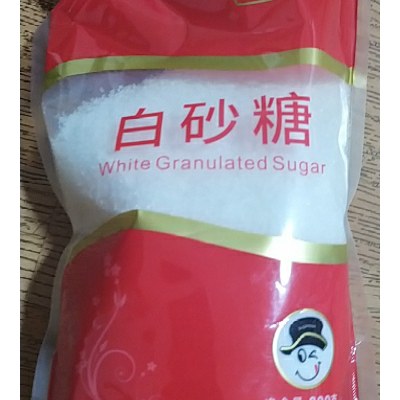 白砂糖
White Granulated Sugar